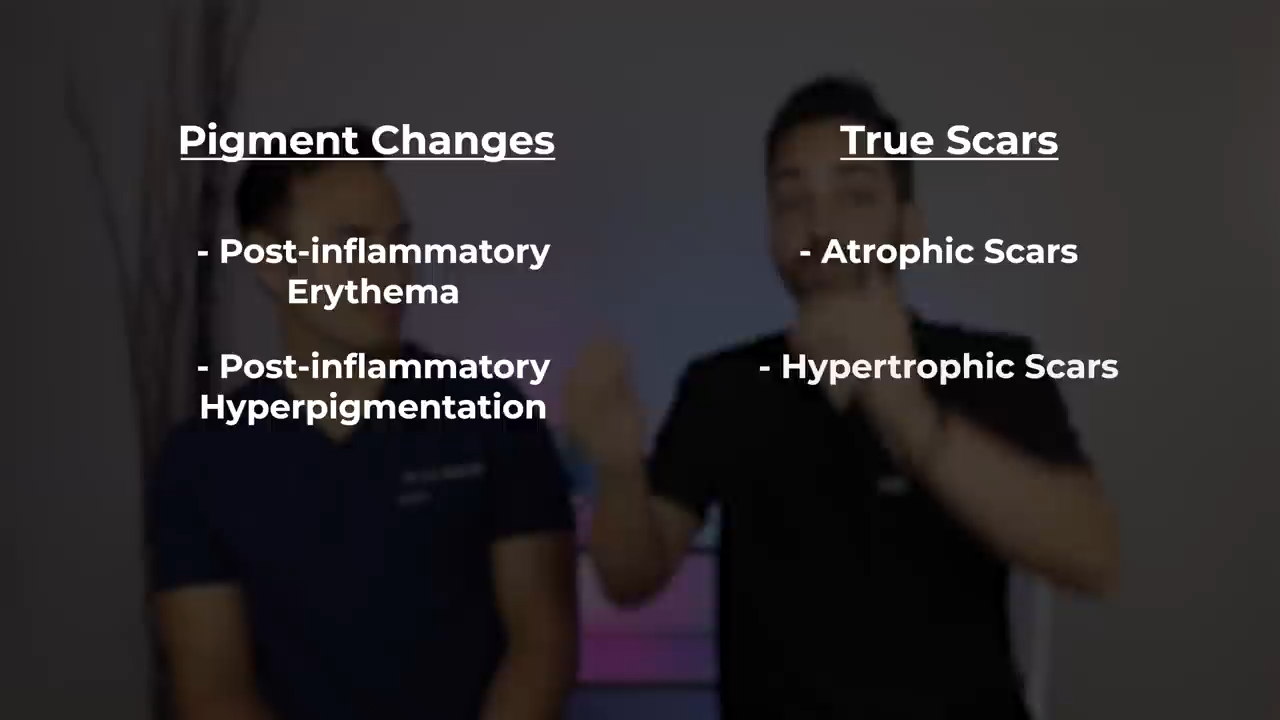 Pigment Changes
- Post-inflammatory
Erythema
- Post-inflammatory
Hyperpigmentation
True Scars
- Atrophic Scars
- Hypertrophic Scars